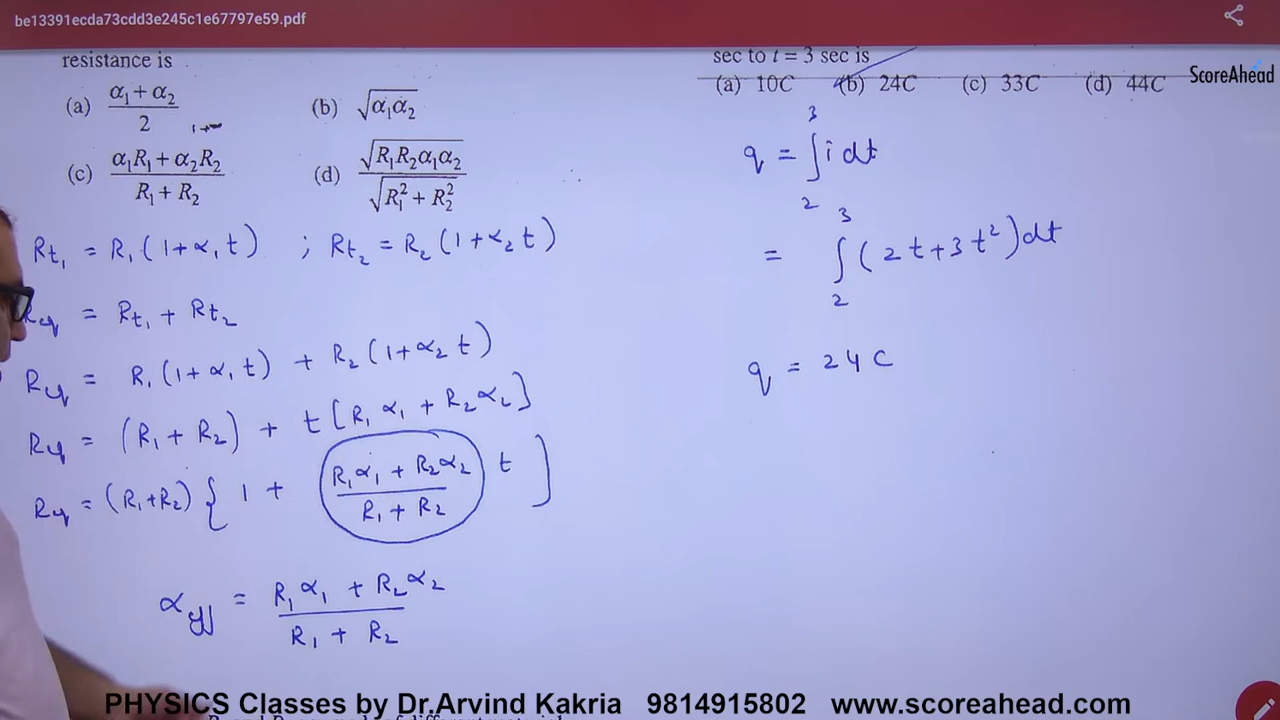 be13391ecda73cdd3e245c1e67797e59.pdf
ScoreAhead
resistance is
(a) α₁ + α₂ / 2
(b) √α₁α₂
(c) α₁R₁ + α₂R₂ / R₁ + R₂
(d) √R₁R₂α₁α₂ / √R₁² + R₂²
Rt₁ = R₁(1+α₁t) ; Rt₂ = R₂(1+α₂t)
Req = Rt₁ + Rt₂
Req = R₁(1+α₁t) + R₂(1+α₂t)
Req = (R₁ + R₂) + t[R₁α₁ + R₂α₂]
Req = (R₁+R₂) { 1 + R₁α₁ + R₂α₂ / R₁ + R₂ t ]
αeff = R₁α₁ + R₂α₂ / R₁ + R₂
sec to t = 3 sec is
(a) 10C (b) 24C (c) 33C (d) 44C
q = ∫₂³ i dt
= ∫₂³ (2t+3t²)dt
q = 24 C
PHYSICS Classes by Dr.Arvind Kakria 9814915802 www.scoreahead.com